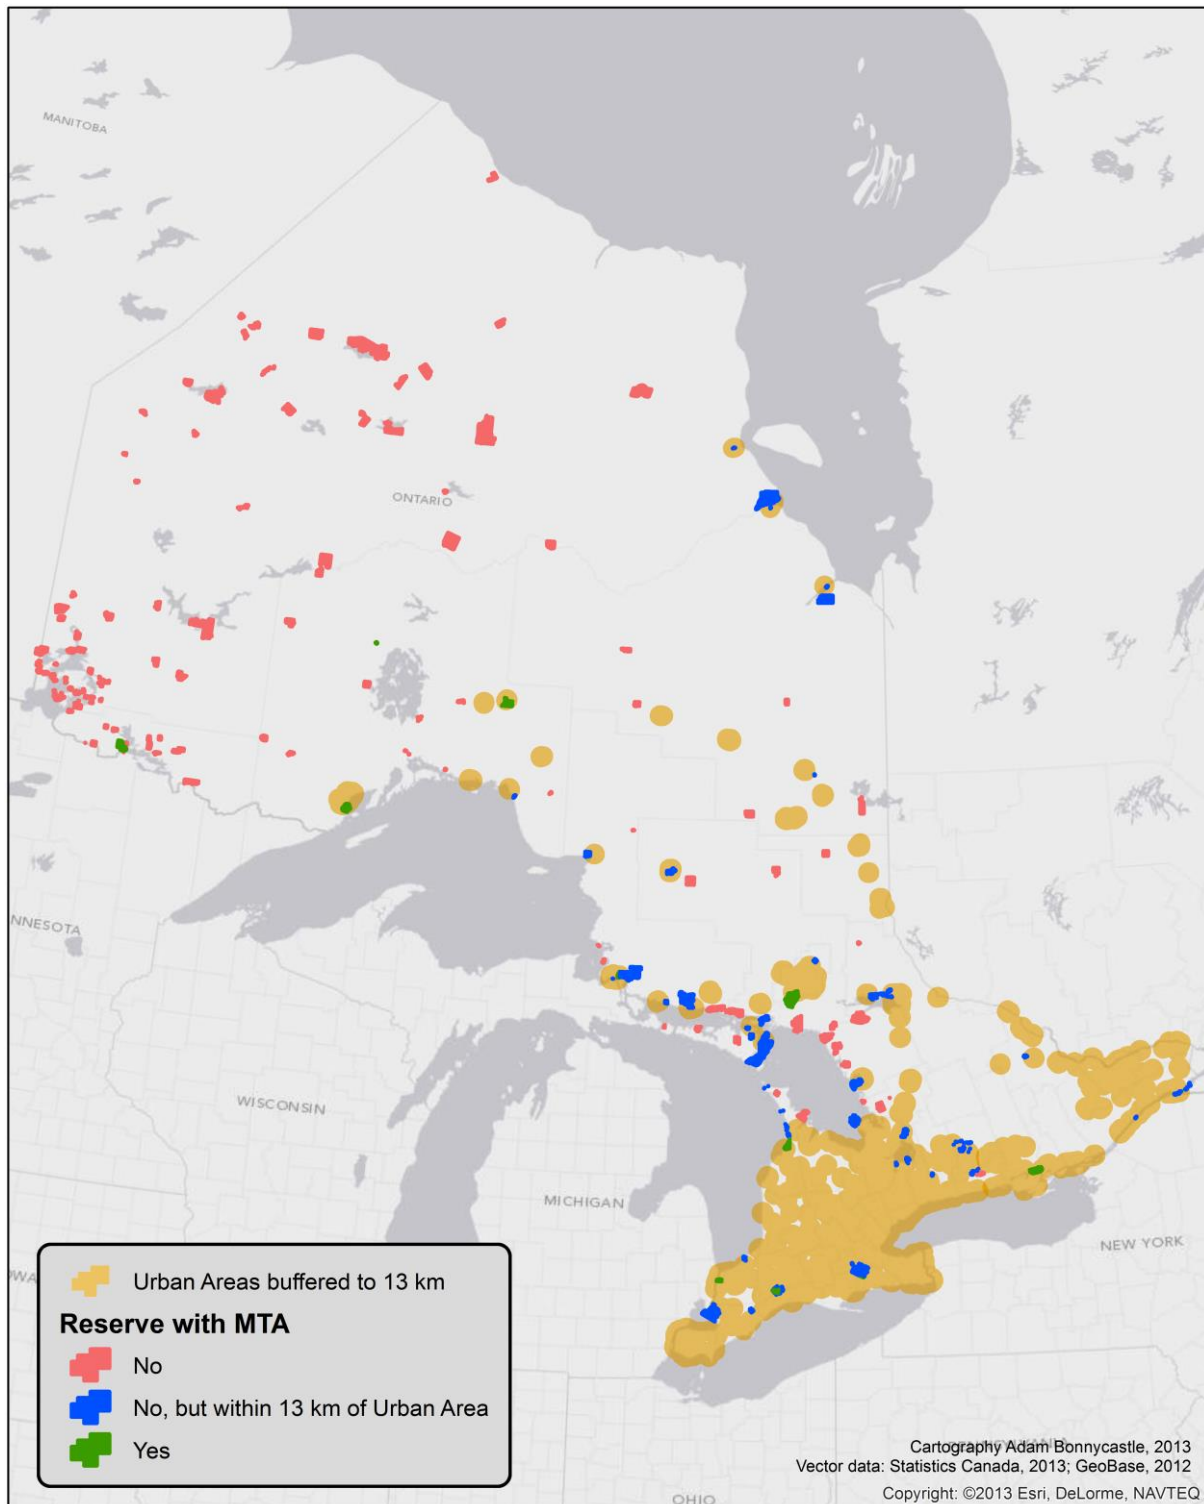 MANITOBA
ONTARIO
NNESOTA
WISCONSIN
MICHIGAN
NEW YORK
OWA
Urban Areas buffered to 13 km
Reserve with MTA
No
No, but within 13 km of Urban Area
Yes
PENNSYLVANIA
Cartography Adam Bonnycastle, 2013
Vector data: Statistics Canada, 2013; GeoBase, 2012
Copyright: ©2013 Esri, DeLorme, NAVTEQ
OHIO